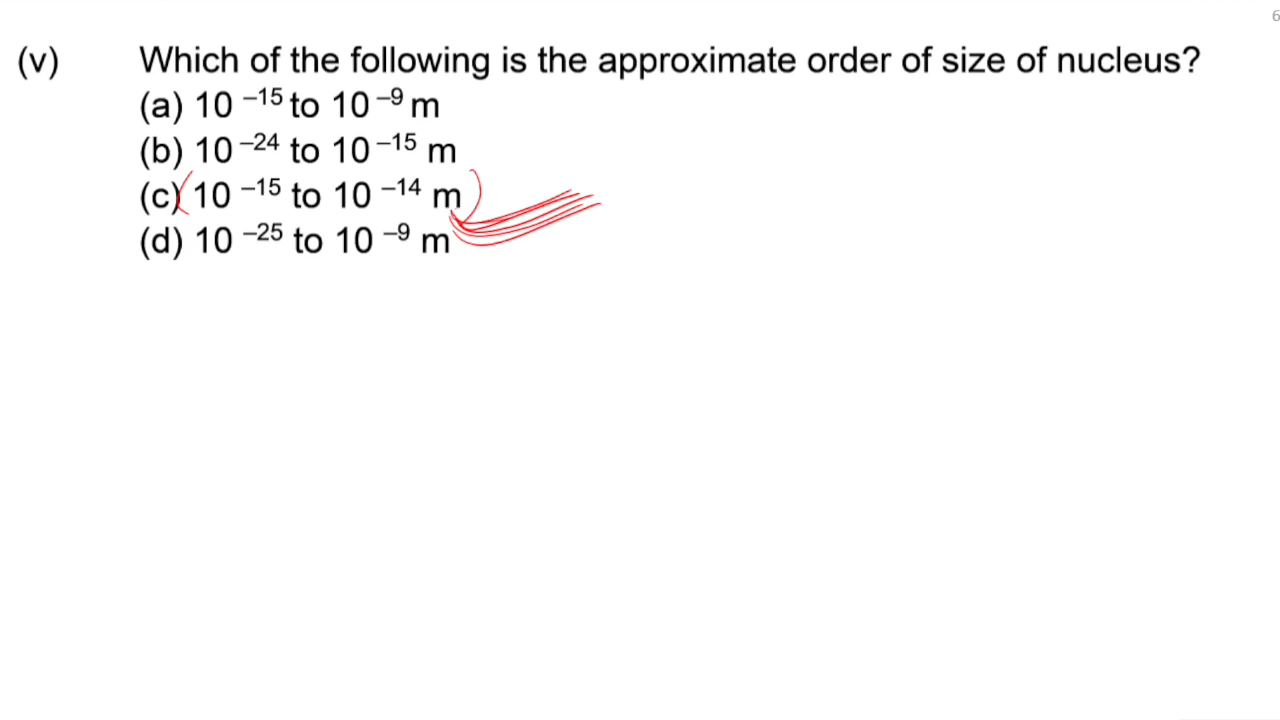 6
(v) Which of the following is the approximate order of size of nucleus?
(a) 10 ⁻¹⁵ to 10 ⁻⁹ m
(b) 10 ⁻²⁴ to 10 ⁻¹⁵ m
(c) 10 ⁻¹⁵ to 10 ⁻¹⁴ m
(d) 10 ⁻²⁵ to 10 ⁻⁹ m